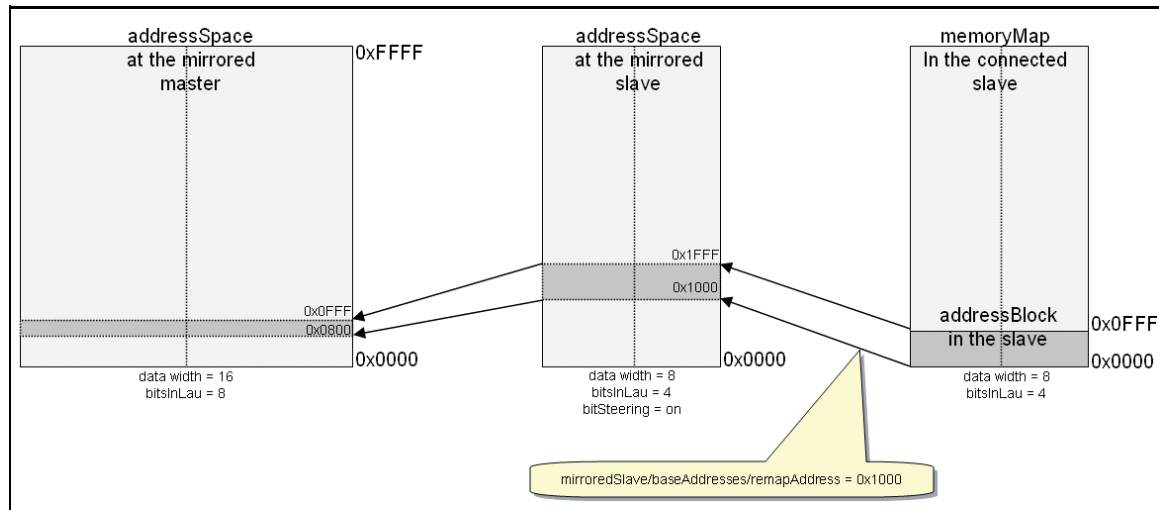 addressSpace
at the mirrored
master
0xFFFF
0x0FFF
0x0800
0x0000
data width = 16
bitsInLau = 8
addressSpace
at the mirrored
slave
0x1FFF
0x1000
0x0000
data width = 8
bitsInLau = 4
bitSteering = on
memoryMap
In the connected
slave
addressBlock
in the slave
0x0FFF
0x0000
data width = 8
bitsInLau = 4
mirroredSlave/baseAddresses/remapAddress = 0x1000